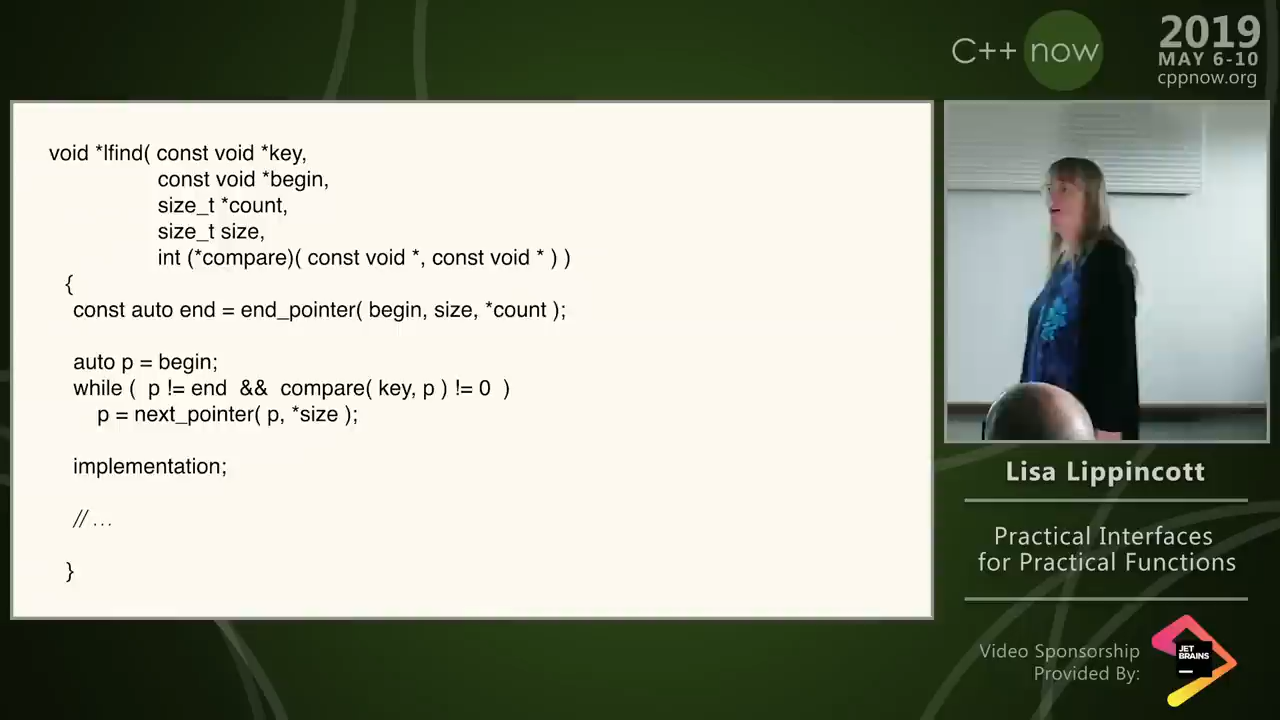 C++ now
2019
MAY 6-10
cppnow.org
void *lfind( const void *key,
const void *begin,
size_t *count,
size_t size,
int (*compare)( const void *, const void * ) )
{
const auto end = end_pointer( begin, size, *count );
auto p = begin;
while ( p != end && compare( key, p ) != 0 )
p = next_pointer( p, *size );
implementation;
// …
}
Lisa Lippincott
Practical Interfaces
for Practical Functions
Video Sponsorship
Provided By:
JET
BRAINS